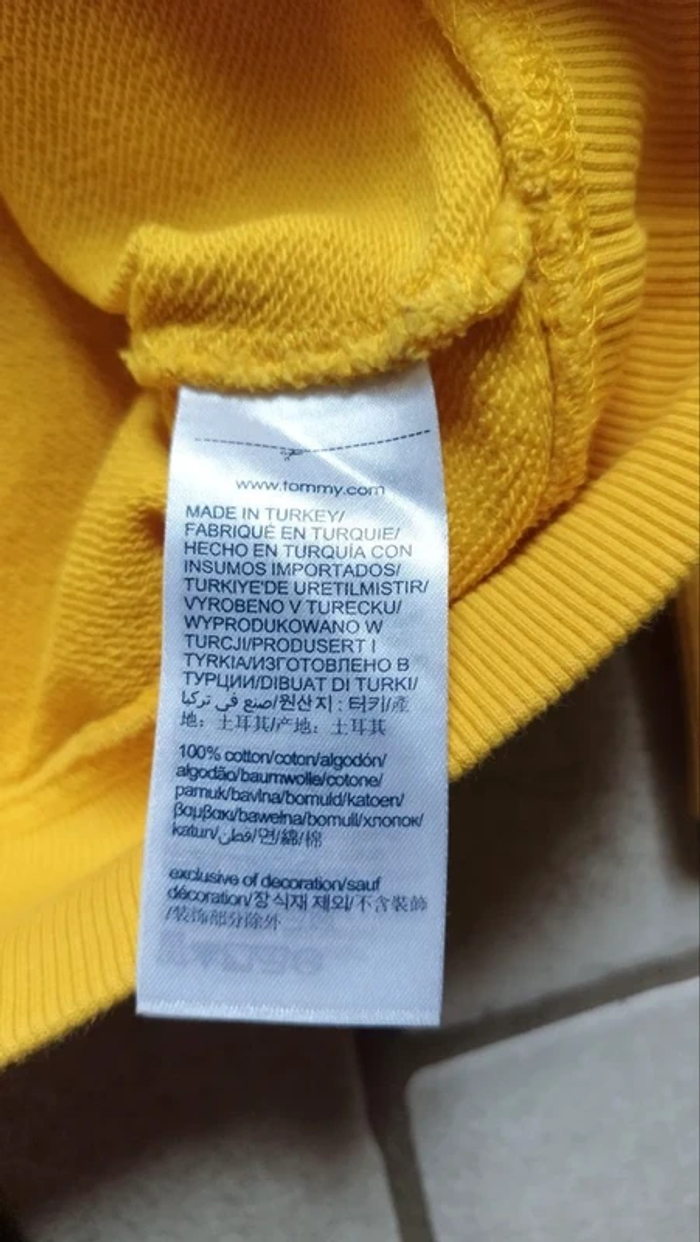 www.tommy.com
MADE IN TURKEY/
FABRIQUÉ EN TURQUIE/
HECHO EN TURQUÍA CON
INSUMOS IMPORTADOS/
TURKIYE'DE URETILMISTIR/
VYROBENO V TURECKU/
WYPRODUKOWANO W
TURCJI/PRODUSERT I
TYRKIA/ИЗГОТОВЛЕНО В
ТУРЦИИ/DIBUAT DI TURKI/
صنع في تركيا/원산지: 터키/產
地: 土耳其/产地: 土耳其
100% cotton/coton/algodón/
algodão/baumwolle/cotone/
pamuk/bavlna/bomuld/katoen/
βαμβακι/bawełna/bomull/хлопок/
katun/قطن/면/綿/棉
exclusive of decoration/sauf
décoration/장식재 제외/不含裝飾
/装饰部分除外